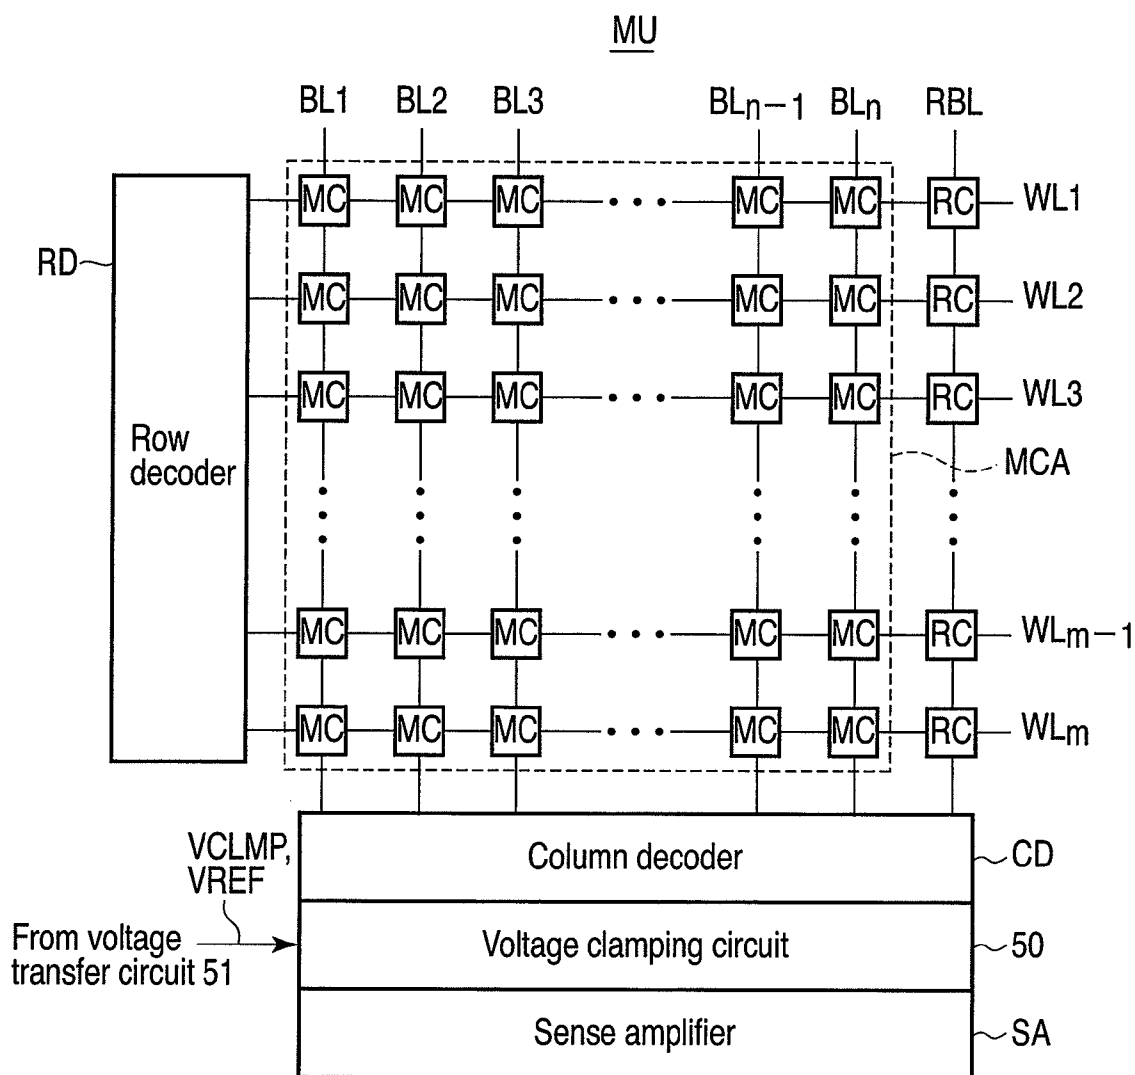 MU
BL1 BL2 BL3 BLn-1 BLn RBL
MC MC MC • • • MC MC RC WL1
RD
MC MC MC • • • MC MC RC WL2
MC MC MC • • • MC MC RC WL3
Row
decoder
MCA
MC MC MC • • • MC MC RC WLm-1
MC MC MC • • • MC MC RC WLm
VCLMP,
VREF
Column decoder CD
From voltage
transfer circuit 51
Voltage clamping circuit 50
Sense amplifier SA